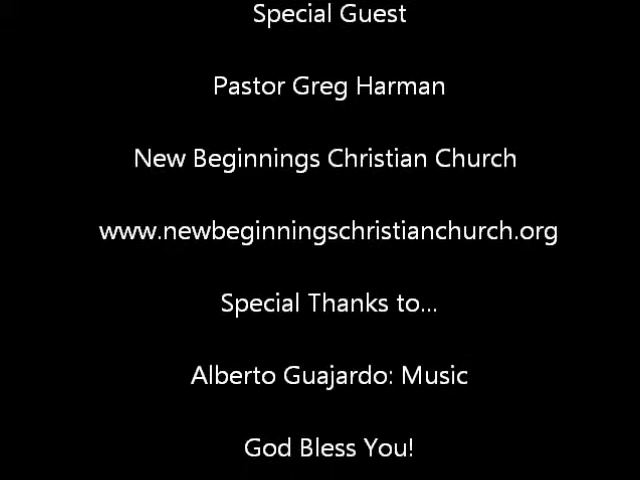 Special Guest
Pastor Greg Harman
New Beginnings Christian Church
www.newbeginningschristianchurch.org
Special Thanks to...
Alberto Guajardo: Music
God Bless You!